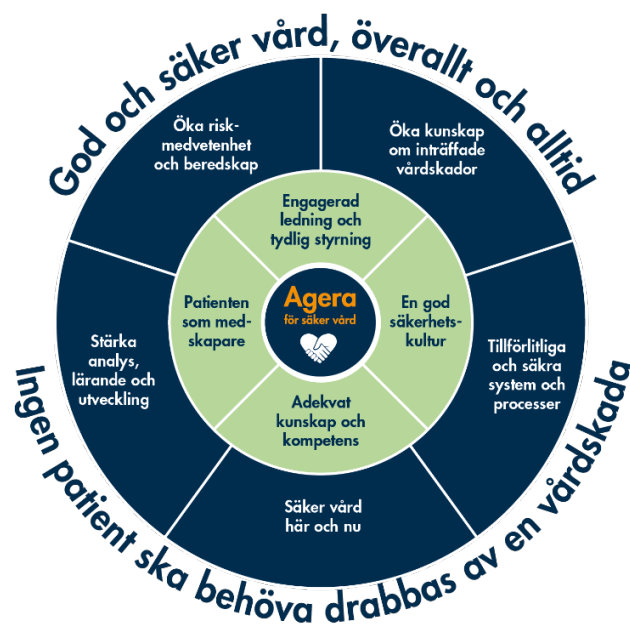 God och säker vård, överallt och alltid
Öka risk-
medvetenhet
och beredskap
Öka kunskap
om inträffade
vårdskador
Engagerad
ledning och
tydlig styrning
Patienten
som med-
skapare
Agera
för säker vård
En god
säkerhets-
kultur
Stärka
analys,
lärande och
utveckling
Tillförlitliga
och säkra
system och
processer
Adekvat
kunskap och
kompetens
Säker vård
här och nu
Ingen patient ska behöva drabbas av en vårdskada